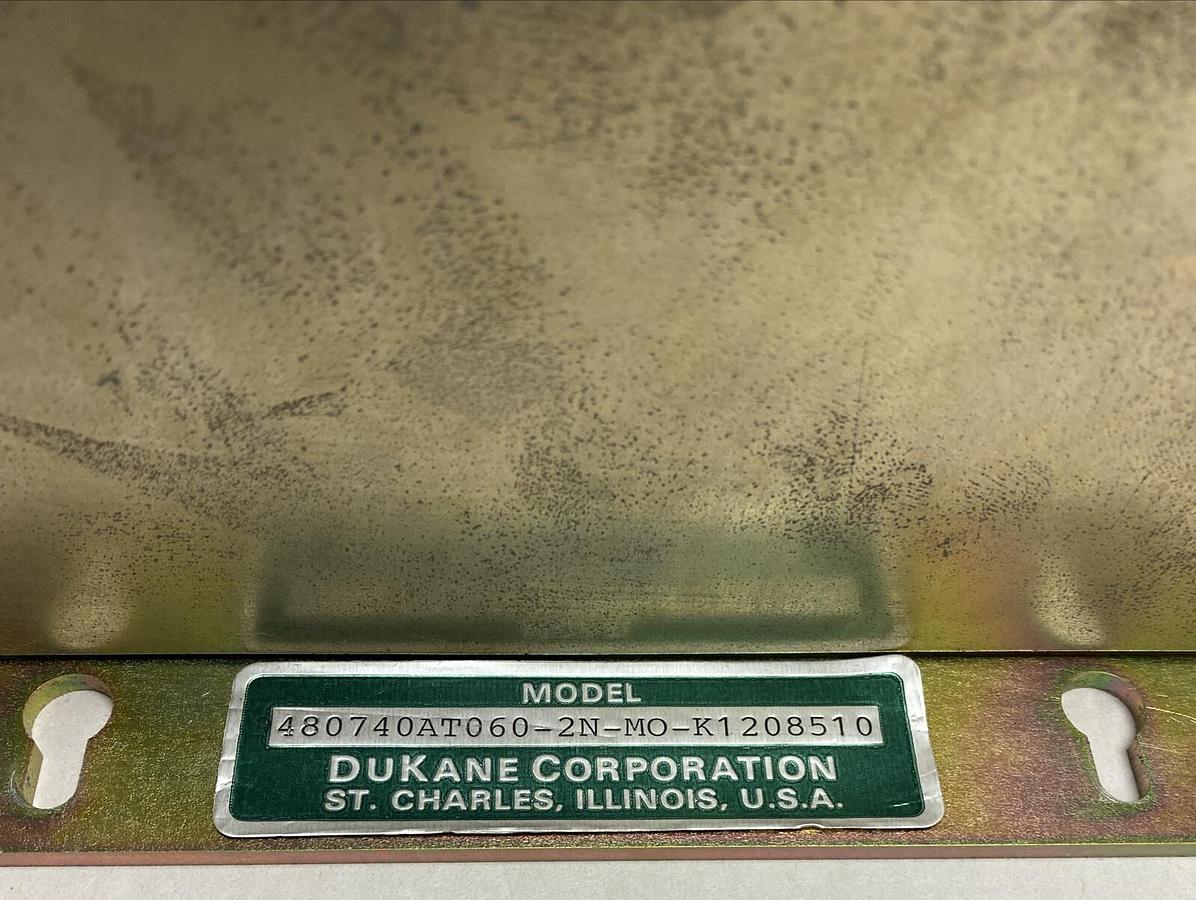 MODEL
480740AT060-2N-MO-K1208510
DUKANE CORPORATION
ST. CHARLES, ILLINOIS, U.S.A.